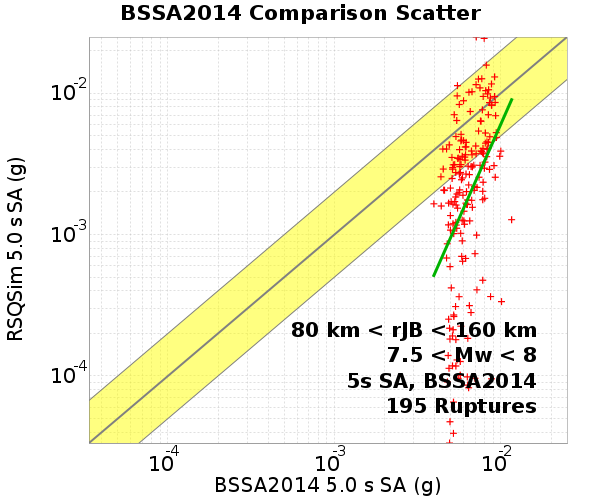 BSSA2014 Comparison Scatter
RSQSim 5.0 s SA (g)
10-2
10-3
10-4
80 km < rJB < 160 km
7.5 < Mw < 8
5s SA, BSSA2014
195 Ruptures
10-4 10-3 10-2
BSSA2014 5.0 s SA (g)